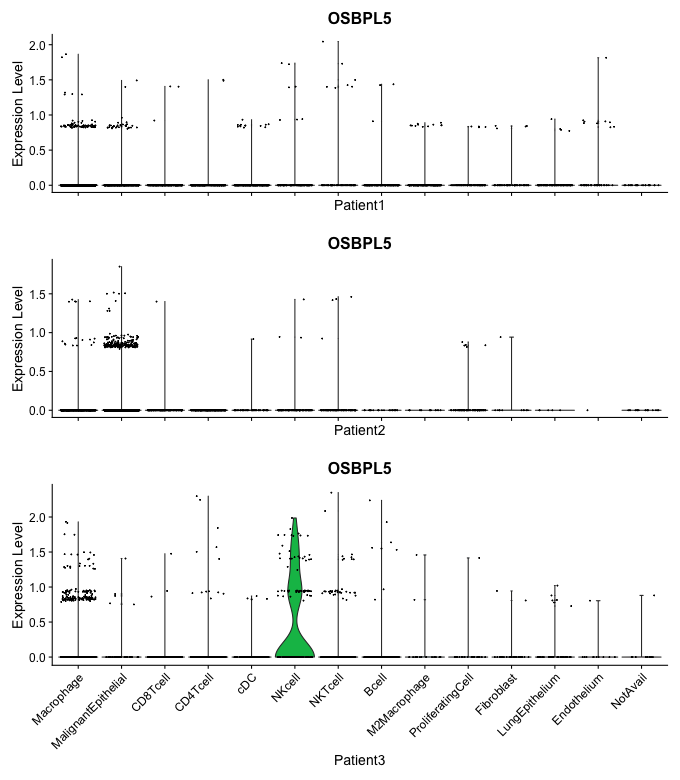 OSBPL5
Expression Level
2.0
1.5
1.0
0.5
0.0
Patient1
OSBPL5
Expression Level
1.5
1.0
0.5
0.0
Patient2
OSBPL5
Expression Level
2.0
1.5
1.0
0.5
0.0
Macrophage
MalignantEpithelial
CD8Tcell
CD4Tcell
cDC
NKcell
NKTcell
Bcell
M2Macrophage
ProliferatingCell
Fibroblast
LungEpithelium
Endothelium
NotAvail
Patient3